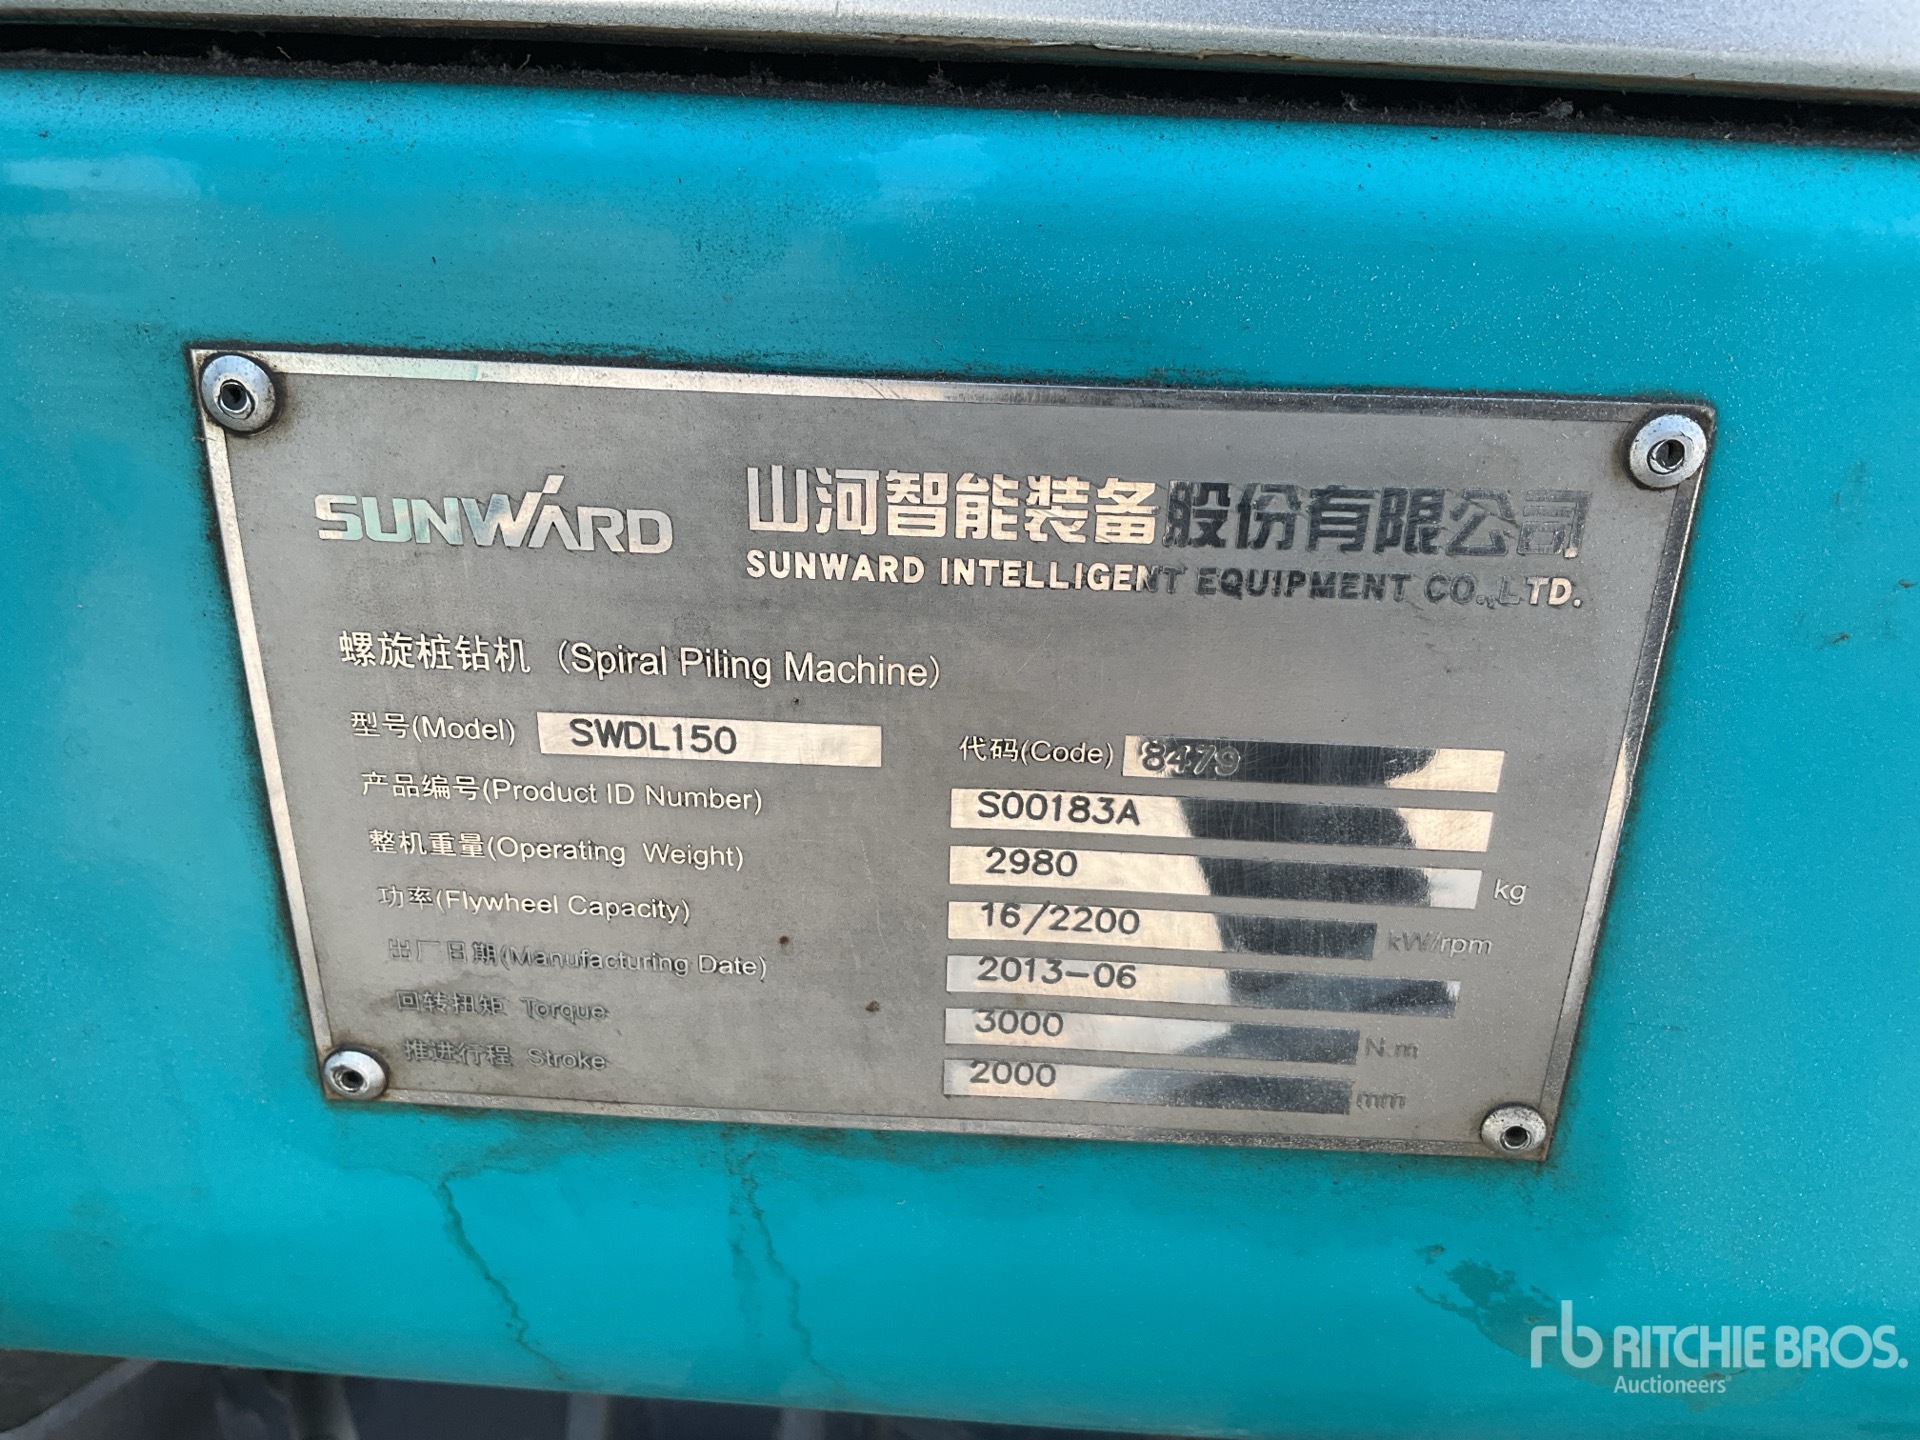 SUNWARD
山河智能装备股份有限公司
SUNWARD INTELLIGENT EQUIPMENT CO.,LTD.
螺旋桩钻机 (Spiral Piling Machine)
型号(Model) SWDL150 代码(Code) 8479
产品编号(Product ID Number) S00183A
整机重量(Operating Weight) 2980 kg
功率(Flywheel Capacity) 16/2200 kW/rpm
出厂日期(Manufacturing Date) 2013-06
回转扭矩 Torque 3000 N.m
推进行程 Stroke 2000 mm
rb RITCHIE BROS.
Auctioneers